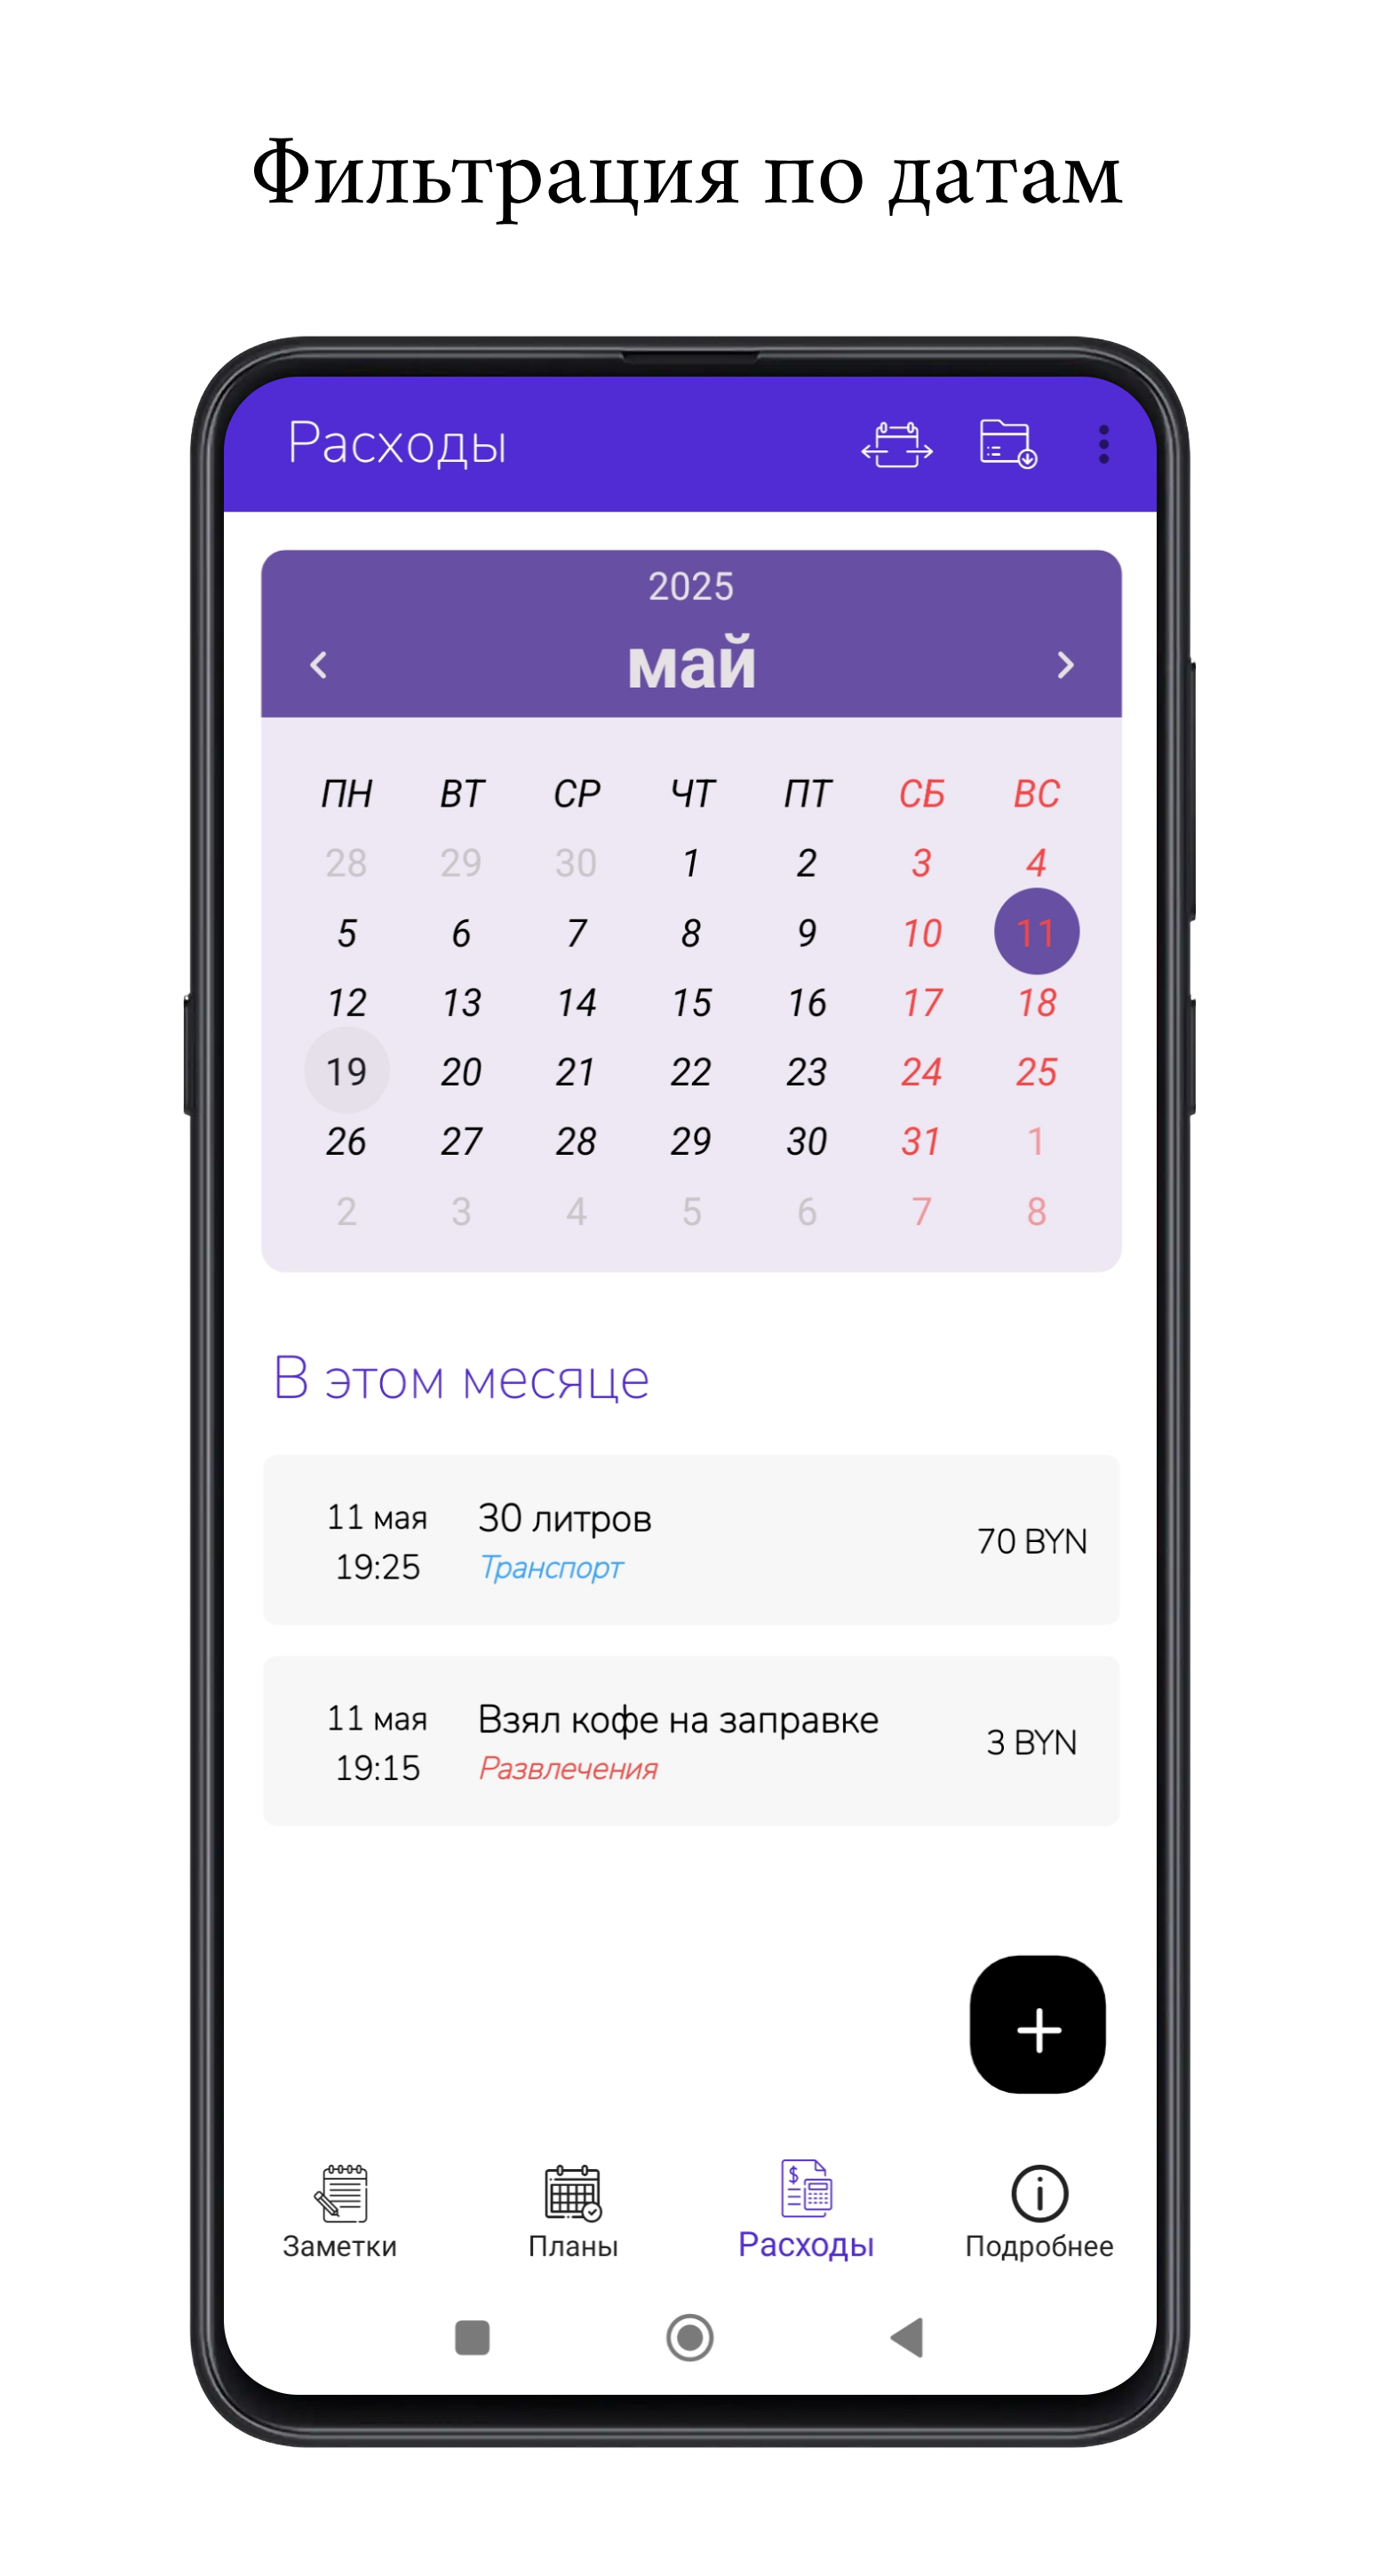 Фильтрация по датам
Расходы
2025
май
ПН ВТ СР ЧТ ПТ СБ ВС
28 29 30 1 2 3 4
5 6 7 8 9 10 11
12 13 14 15 16 17 18
19 20 21 22 23 24 25
26 27 28 29 30 31 1
2 3 4 5 6 7 8
В этом месяце
11 мая
19:25
30 литров
Транспорт
70 BYN
11 мая
19:15
Взял кофе на заправке
Развлечения
3 BYN
Заметки Планы Расходы Подробнее